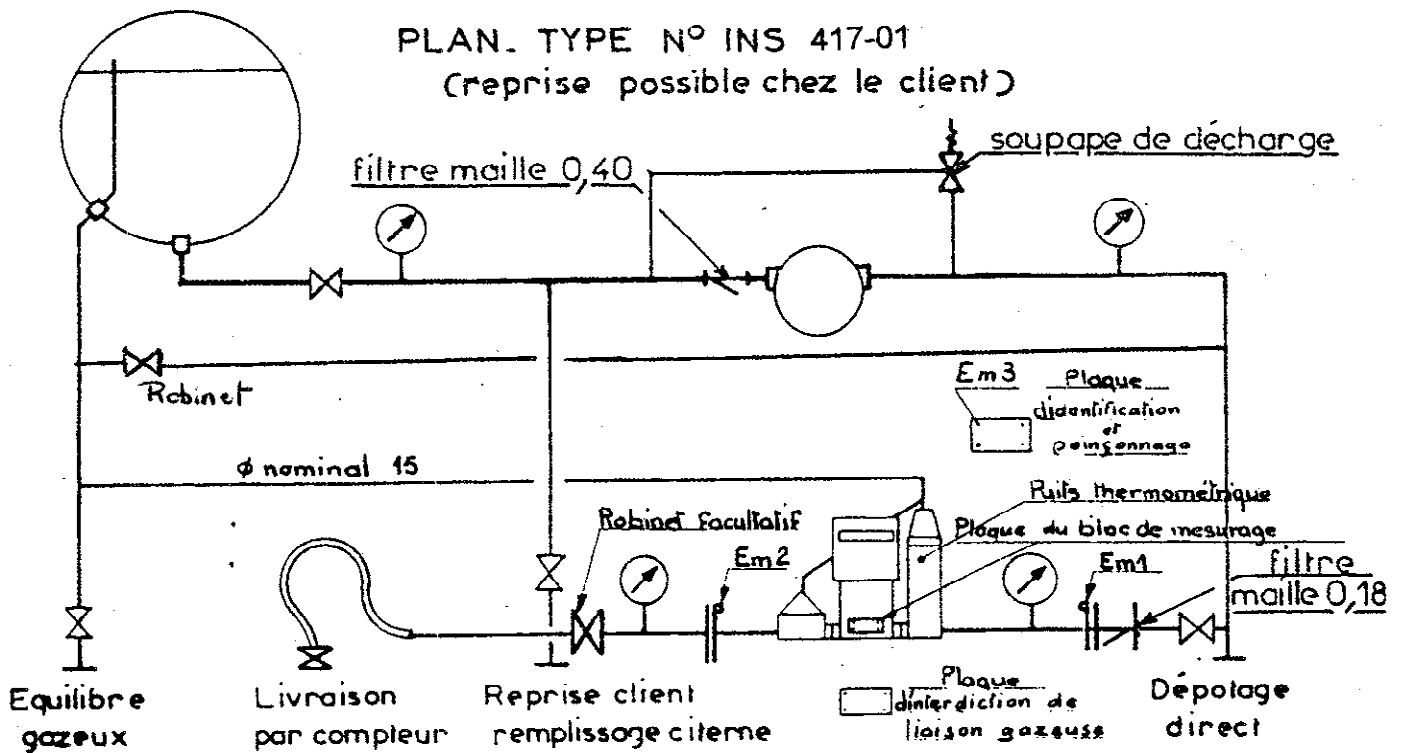 PLAN. TYPE N° INS 417-01
(reprise possible chez le client)
soupape de décharge
filtre maille 0,40
Robinet
Em3
Plaque
didentification
et
poinçonnage
ϕ nominal 15
Puits thermométrique
Robinet facultatif
Plaque du bloc de mesurage
Em2
Em1
filtre
maille 0,18
Equilibre
gazeux
Livraison
par compteur
Reprise client
remplissage citerne
Plaque
dinterdiction de
liaison gazeuse
Dépotage
direct